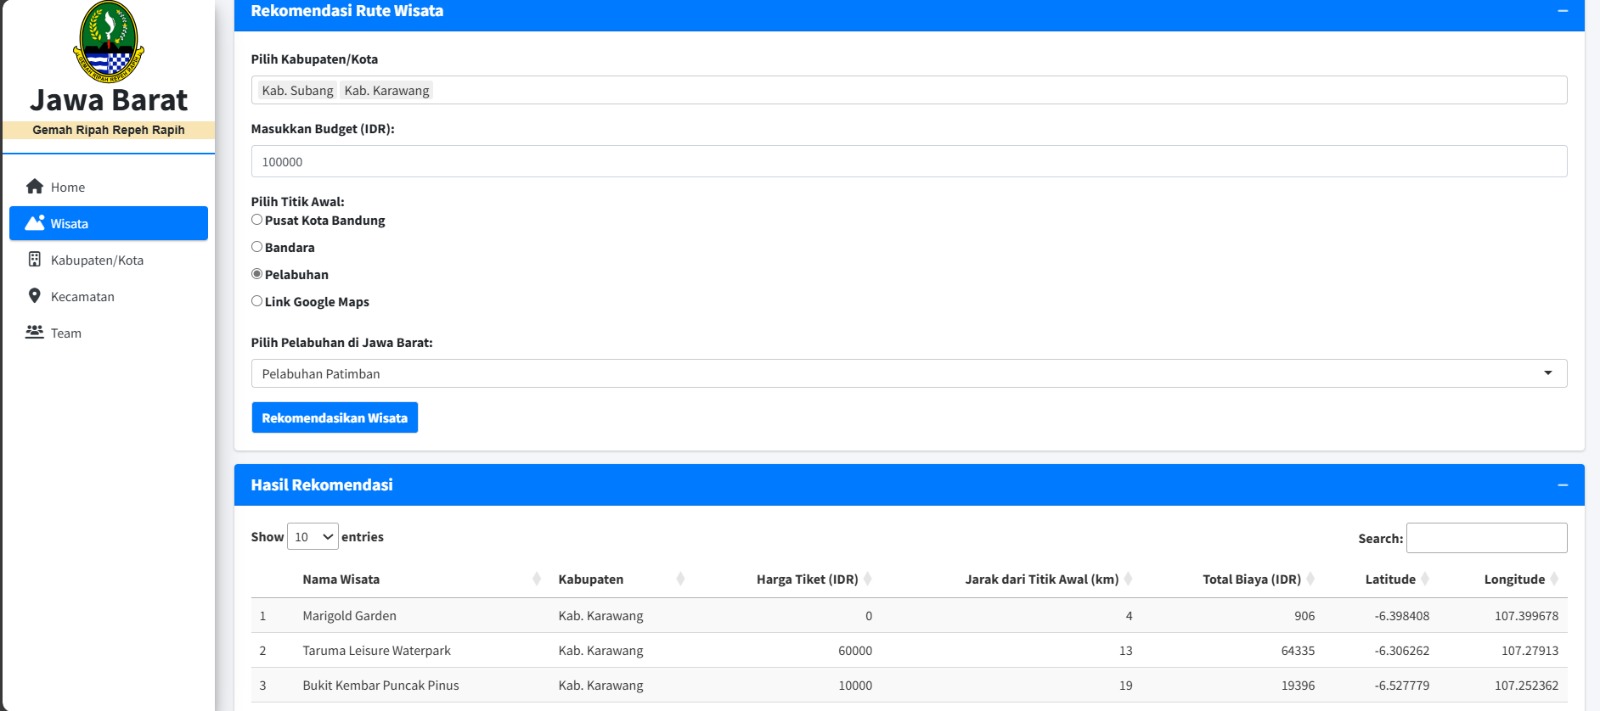 GEMAH RIPAH REPEH RAPIH
Jawa Barat
Gemah Ripah Repeh Rapih
Home
Wisata
Kabupaten/Kota
Kecamatan
Team
Rekomendasi Rute Wisata
Pilih Kabupaten/Kota
Kab. Subang Kab. Karawang
Masukkan Budget (IDR):
100000
Pilih Titik Awal:
Pusat Kota Bandung
Bandara
Pelabuhan
Link Google Maps
Pilih Pelabuhan di Jawa Barat:
Pelabuhan Patimban
Rekomendasikan Wisata
Hasil Rekomendasi
Show 10 entries
Search:
Nama Wisata Kabupaten Harga Tiket (IDR) Jarak dari Titik Awal (km) Total Biaya (IDR) Latitude Longitude
1 Marigold Garden Kab. Karawang 0 4 906 -6.398408 107.399678
2 Taruma Leisure Waterpark Kab. Karawang 60000 13 64335 -6.306262 107.27913
3 Bukit Kembar Puncak Pinus Kab. Karawang 10000 19 19396 -6.527779 107.252362